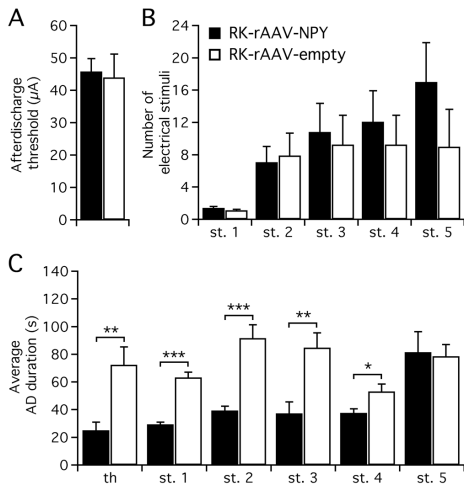 A
Afterdischarge
threshold (µA)
60
50
40
30
20
10
0
B
RK-rAAV-NPY
RK-rAAV-empty
Number of
electrical stimuli
24
20
16
12
8
4
0
st. 1 st. 2 st. 3 st. 4 st. 5
C
Average
AD duration (s)
140
120
100
80
60
40
20
0
** *** *** ** *
th st. 1 st. 2 st. 3 st. 4 st. 5